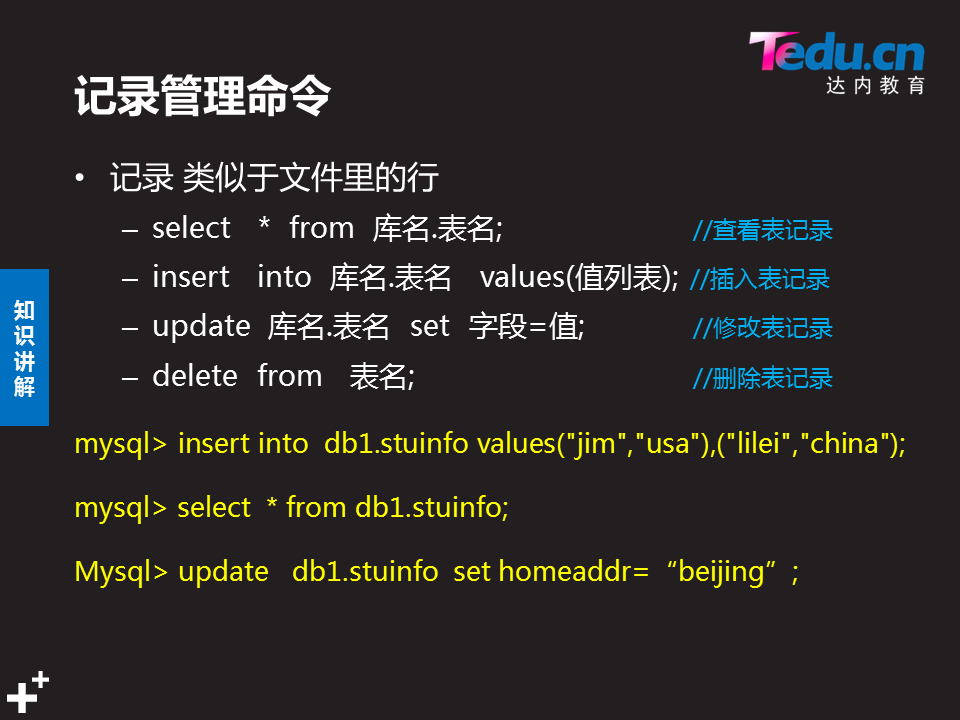 Tedu.cn
达内教育
记录管理命令
• 记录 类似于文件里的行
– select * from 库名.表名; //查看表记录
– insert into 库名.表名 values(值列表); //插入表记录
– update 库名.表名 set 字段=值; //修改表记录
– delete from 表名; //删除表记录
知识讲解
mysql> insert into db1.stuinfo values("jim","usa"),("lilei","china");
mysql> select * from db1.stuinfo;
Mysql> update db1.stuinfo set homeaddr=“beijing”;